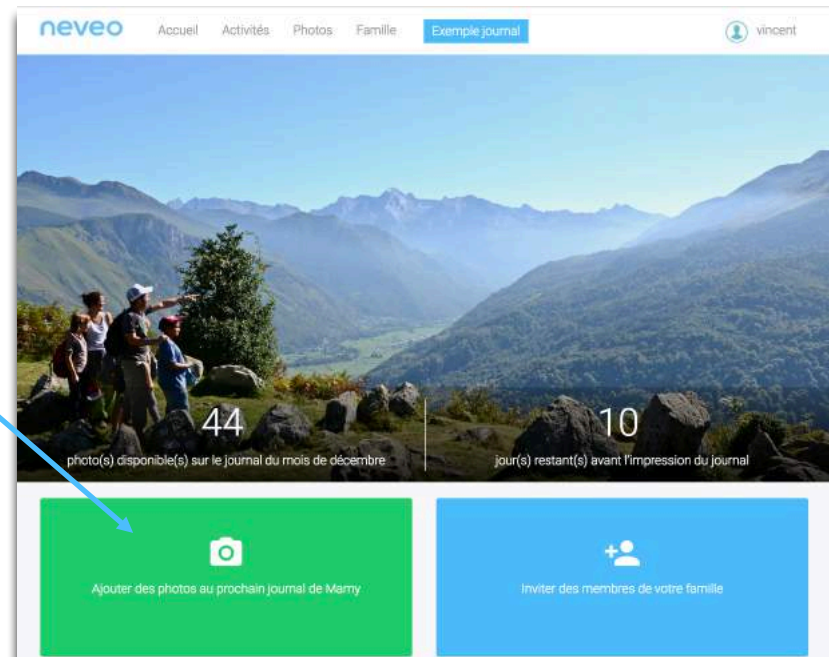 neveo
Accueil Activités Photos Famille Exemple journal vincent
44
photo(s) disponible(s) sur le journal du mois de décembre
10
jour(s) restant(s) avant l'impression du journal
Ajouter des photos au prochain journal de Mamy
Inviter des membres de votre famille